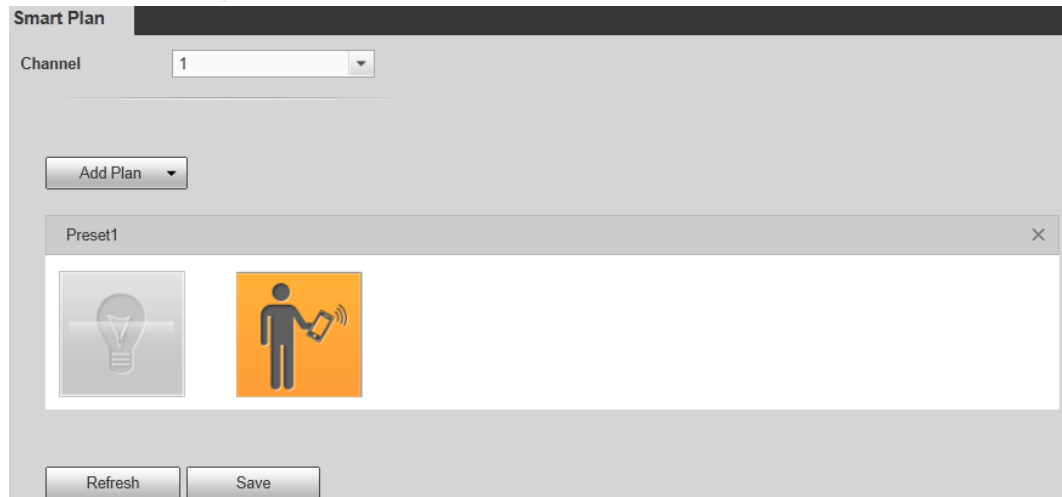 Smart Plan
Channel 1
Add Plan
Preset1
Refresh Save